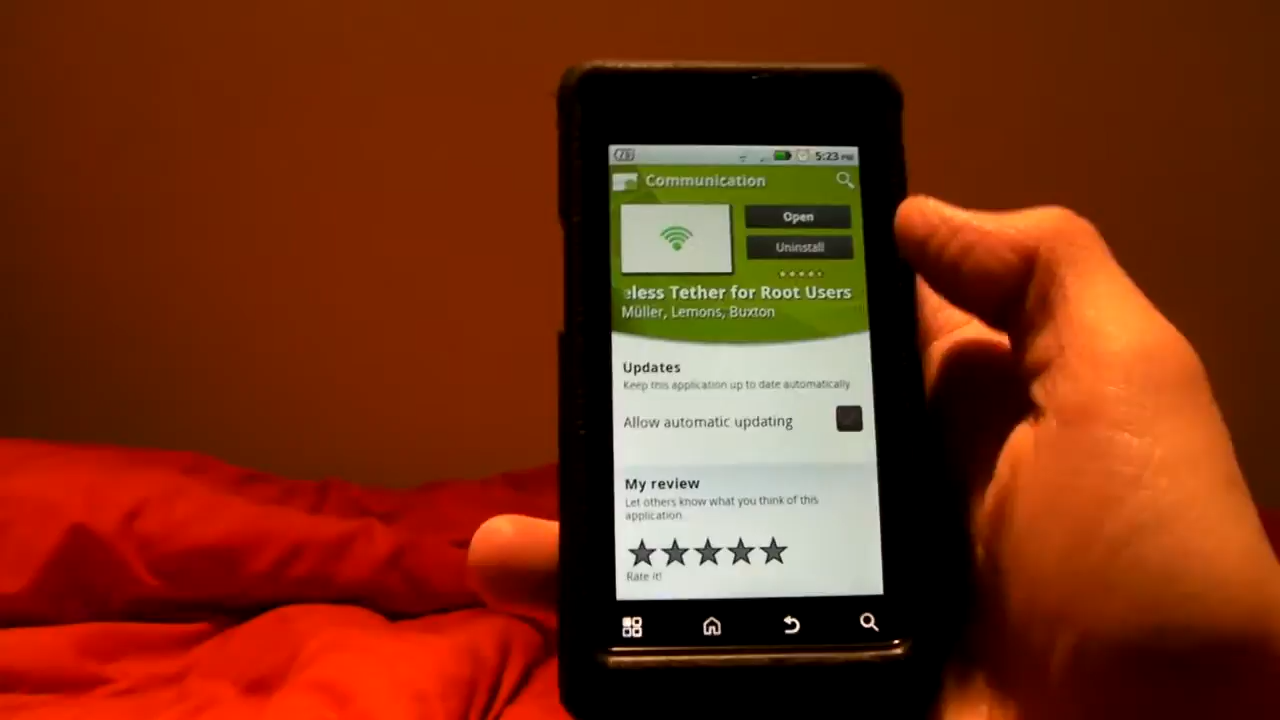 5:23 PM
Communication
Open
Uninstall
eless Tether for Root Users
Müller, Lemons, Buxton
Updates
Keep this application up to date automatically
Allow automatic updating
My review
Let others know what you think of this
application
Rate it!